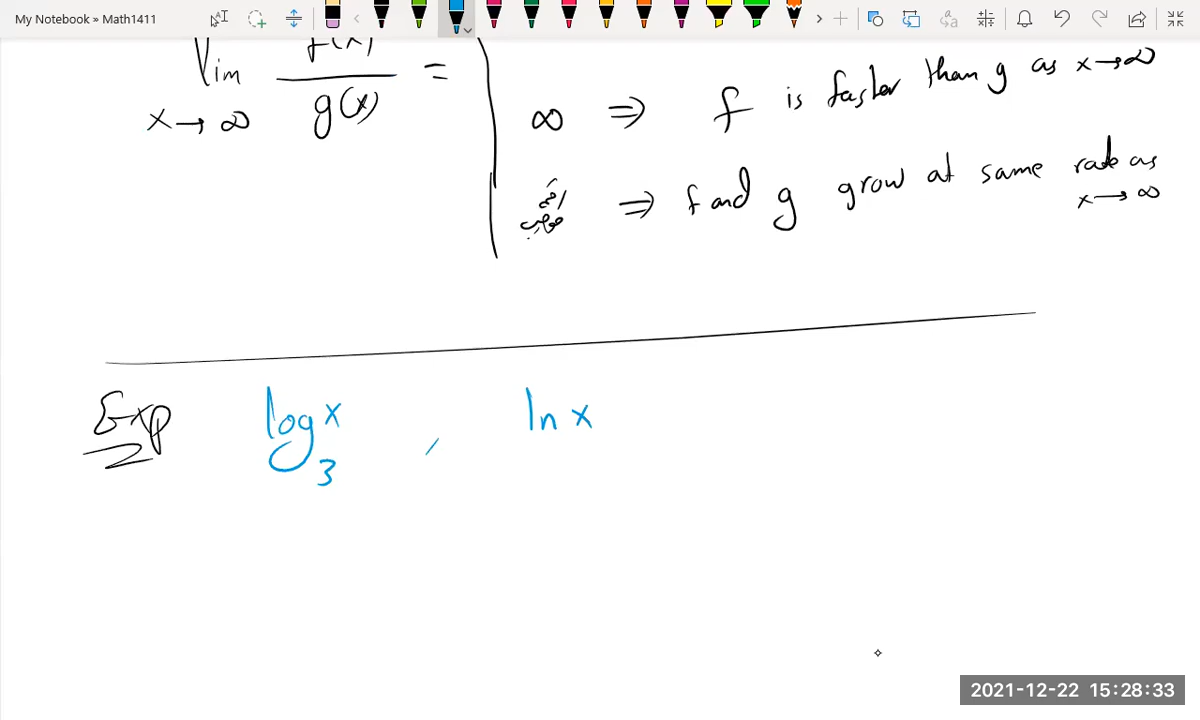 My Notebook » Math1411
lim x→∞ f(x)/g(x) =
∞ ⇒ f is faster than g as x→∞
⇒ f and g grow at same rate as x→∞
Exp log₃ x , ln x
2021-12-22 15:28:33